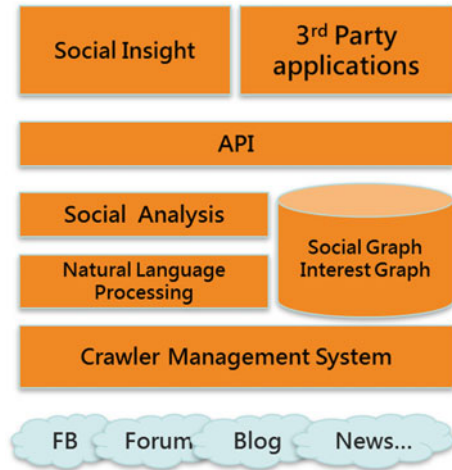 Social Insight
3rd Party
applications
API
Social Analysis
Natural Language
Processing
Social Graph
Interest Graph
Crawler Management System
FB
Forum
Blog
News...